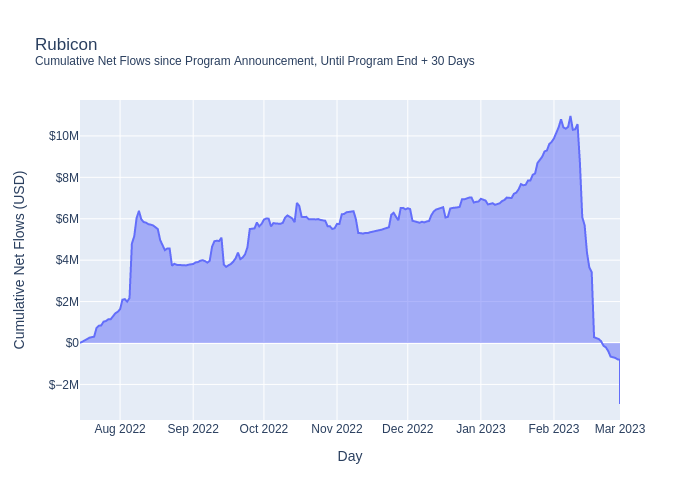 Rubicon
Cumulative Net Flows since Program Announcement, Until Program End + 30 Days
Cumulative Net Flows (USD)
$10M
$8M
$6M
$4M
$2M
$0
$−2M
Aug 2022 Sep 2022 Oct 2022 Nov 2022 Dec 2022 Jan 2023 Feb 2023 Mar 2023
Day